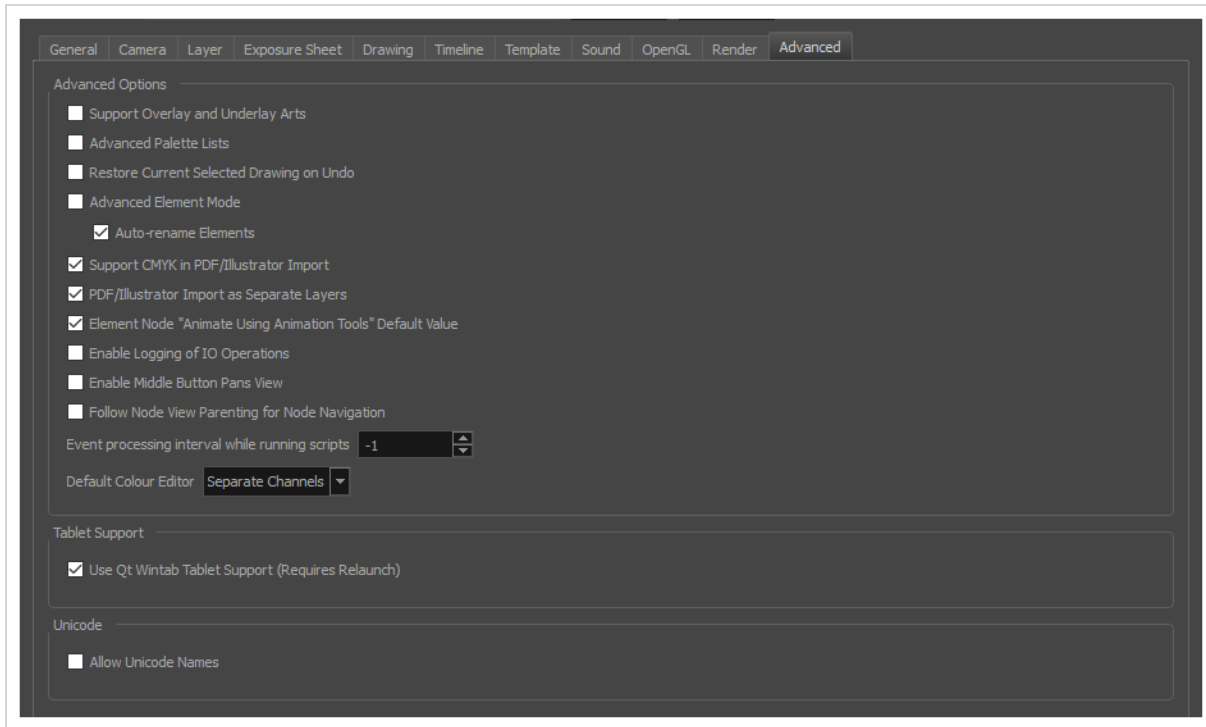 General Camera Layer Exposure Sheet Drawing Timeline Template Sound OpenGL Render Advanced
Advanced Options
Support Overlay and Underlay Arts
Advanced Palette Lists
Restore Current Selected Drawing on Undo
Advanced Element Mode
Auto-rename Elements
Support CMYK in PDF/Illustrator Import
PDF/Illustrator Import as Separate Layers
Element Node "Animate Using Animation Tools" Default Value
Enable Logging of IO Operations
Enable Middle Button Pans View
Follow Node View Parenting for Node Navigation
Event processing interval while running scripts -1
Default Colour Editor Separate Channels
Tablet Support
Use Qt Wintab Tablet Support (Requires Relaunch)
Unicode
Allow Unicode Names